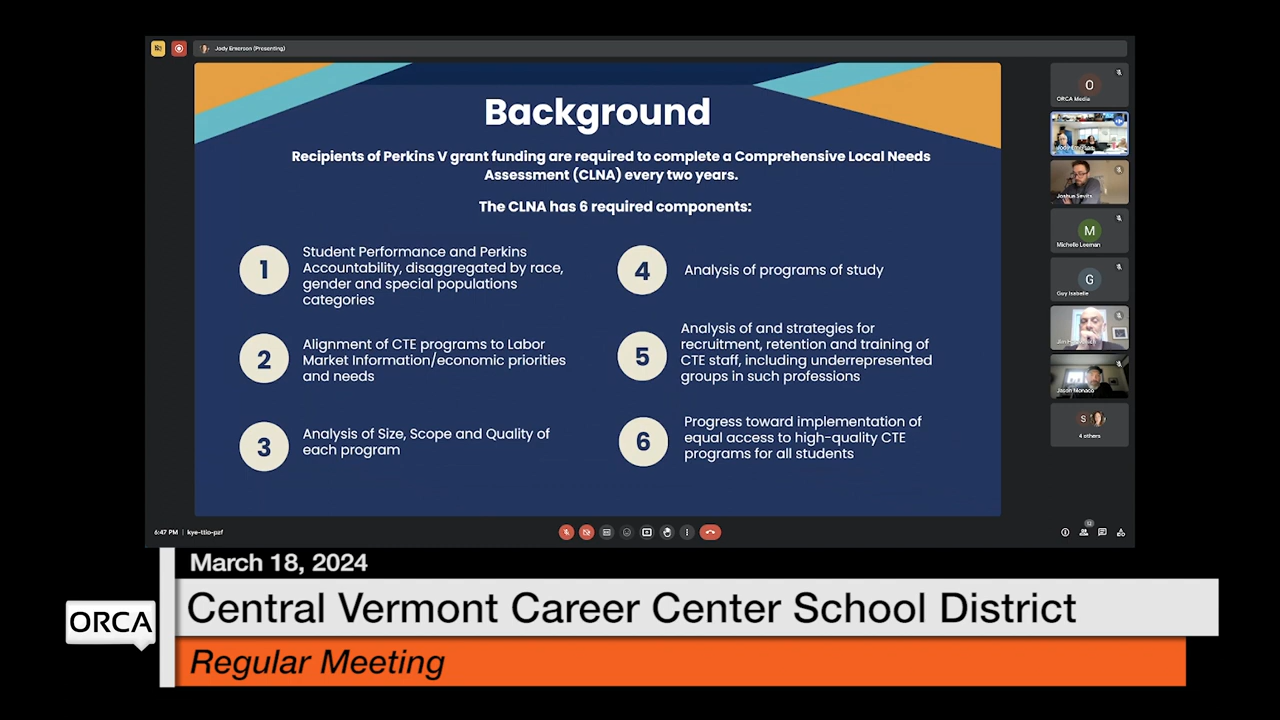 Jody Emerson (Presenting)
Background
Recipients of Perkins V grant funding are required to complete a Comprehensive Local Needs
Assessment (CLNA) every two years.
The CLNA has 6 required components:
1
Student Performance and Perkins
Accountability, disaggregated by race,
gender and special populations
categories
2
Alignment of CTE programs to Labor
Market Information/economic priorities
and needs
3
Analysis of Size, Scope and Quality of
each program
4
Analysis of programs of study
5
Analysis of and strategies for
recruitment, retention and training of
CTE staff, including underrepresented
groups in such professions
6
Progress toward implementation of
equal access to high-quality CTE
programs for all students
O
ORCA Media
Joshua Sevits
M
Michelle Leeman
G
Guy Isabelle
Jason Monaco
S
4 others
6:47 PM | kye-ttio-pzf
12
March 18, 2024
ORCA
Central Vermont Career Center School District
Regular Meeting